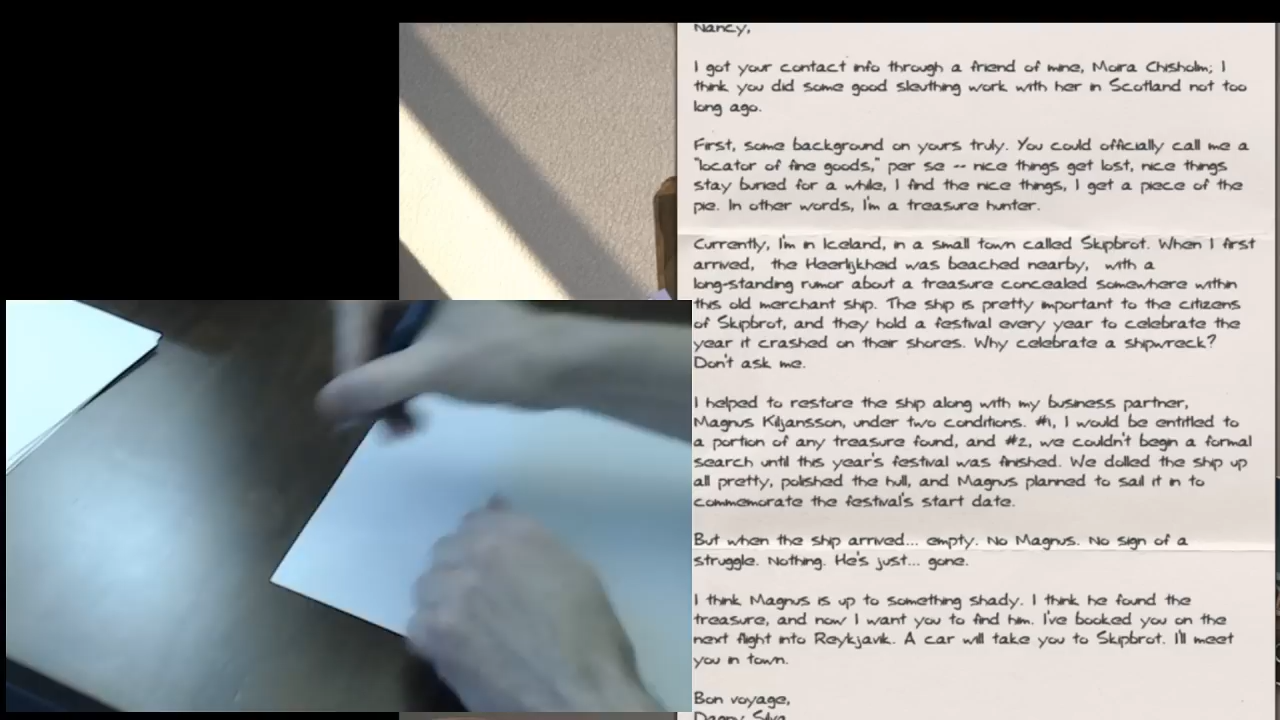 Nancy,
I got your contact info through a friend of mine, Moira Chisholm; I
think you did some good sleuthing work with her in Scotland not too
long ago.
First, some background on yours truly. You could officially call me a
"locator of fine goods," per se -- nice things get lost, nice things
stay buried for a while, I find the nice things, I get a piece of the
pie. In other words, I'm a treasure hunter.
Currently, I'm in Iceland, in a small town called Skipbrot. When I first
arrived, the Heerlijkheid was beached nearby, with a
long-standing rumor about a treasure concealed somewhere within
this old merchant ship. The ship is pretty important to the citizens
of Skipbrot, and they hold a festival every year to celebrate the
year it crashed on their shores. Why celebrate a shipwreck?
Don't ask me.
I helped to restore the ship along with my business partner,
Magnus Kiljansson, under two conditions. #1, I would be entitled to
a portion of any treasure found, and #2, we couldn't begin a formal
search until this year's festival was finished. We dolled the ship up
all pretty, polished the hull, and Magnus planned to sail it in to
commemorate the festival's start date.
But when the ship arrived... empty. No Magnus. No sign of a
struggle. Nothing. He's just... gone.
I think Magnus is up to something shady. I think he found the
treasure, and now I want you to find him. I've booked you on the
next flight into Reykjavik. A car will take you to Skipbrot. I'll meet
you in town.
Bon voyage,
Dagny Silva